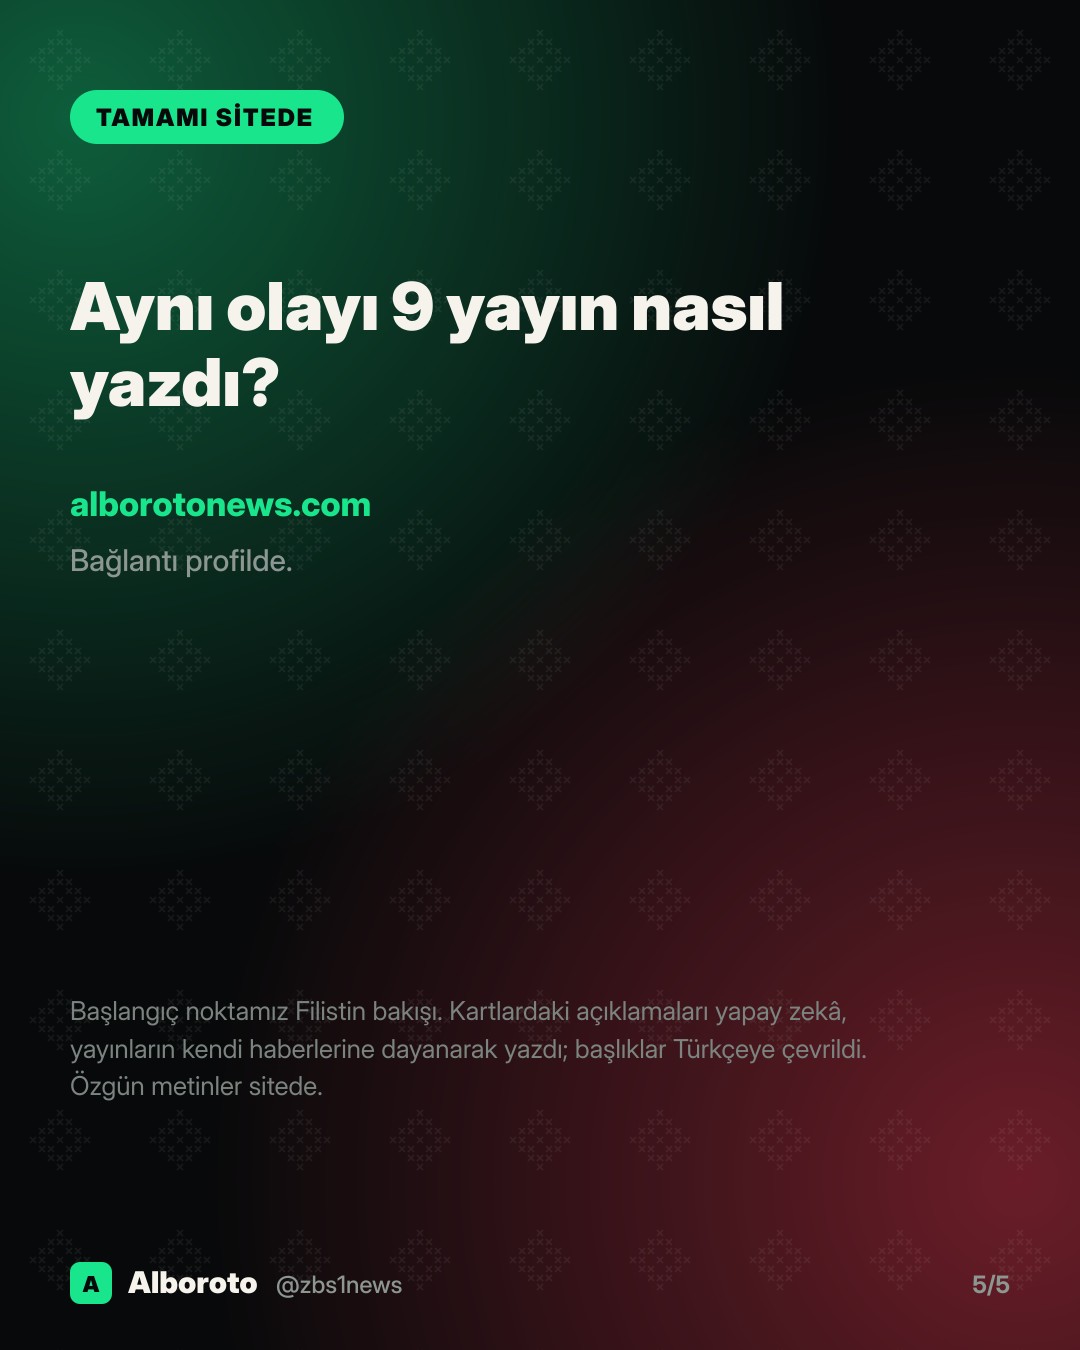 TAMAMI SİTEDE
Aynı olayı 9 yayın nasıl
yazdı?
alborotonews.com
Bağlantı profilde.
Başlangıç noktamız Filistin bakışı. Kartlardaki açıklamaları yapay zekâ,
yayınların kendi haberlerine dayanarak yazdı; başlıklar Türkçeye çevrildi.
Özgün metinler sitede.
A Alboroto @zbs1news 5/5